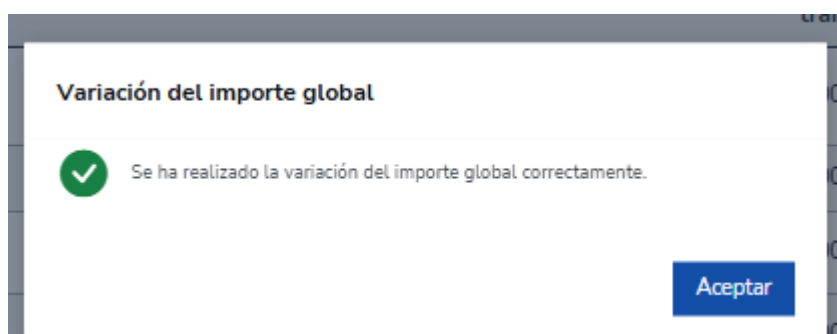 Variación del importe global
Se ha realizado la variación del importe global correctamente.
Aceptar